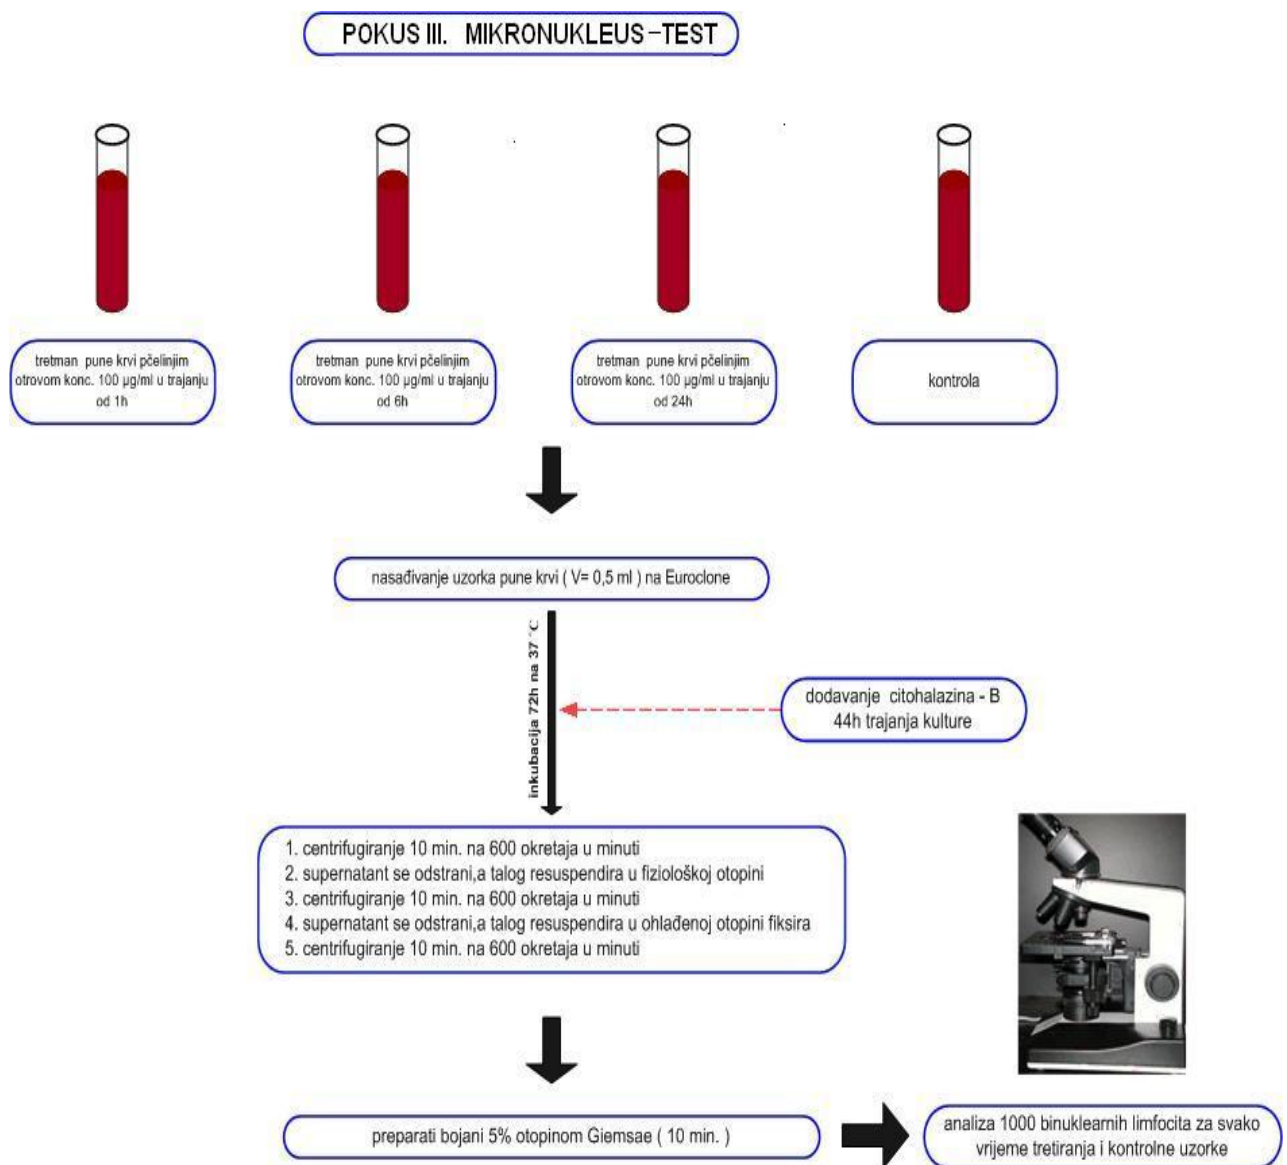 POKUS III. MIKRONUKLEUS-TEST
tretman pune krvi pčelinjim
otrovom konc. 100 µg/ml u trajanju
od 1h
tretman pune krvi pčelinjim
otrovom konc. 100 µg/ml u trajanju
od 6h
tretman pune krvi pčelinjim
otrovom konc. 100 µg/ml u trajanju
od 24h
kontrola
nasađivanje uzorka pune krvi ( V= 0,5 ml ) na Euroclone
inkubacija 72h na 37 °C
dodavanje citohalazina - B
44h trajanja kulture
1. centrifugiranje 10 min. na 600 okretaja u minuti
2. supernatant se odstrani,a talog resuspendira u fiziološkoj otopini
3. centrifugiranje 10 min. na 600 okretaja u minuti
4. supernatant se odstrani,a talog resuspendira u ohlađenoj otopini fiksira
5. centrifugiranje 10 min. na 600 okretaja u minuti
preparati bojani 5% otopinom Giemsae ( 10 min. )
analiza 1000 binuklearnih limfocita za svako
vrijeme tretiranja i kontrolne uzorke